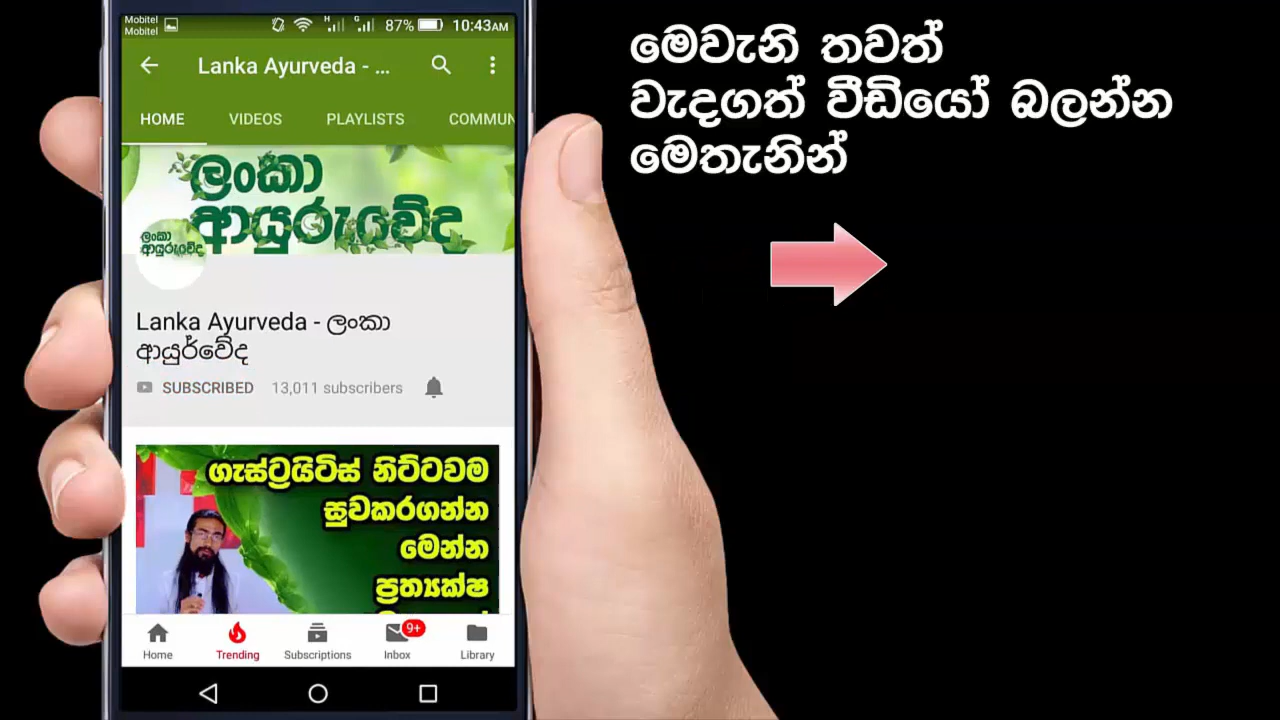 Mobitel
Mobitel
H
G
87%
10:43AM
Lanka Ayurveda - ...
HOME
VIDEOS
PLAYLISTS
COMMUN
ලංකා
ආයුරුවේද
ලංකා
ආයුරුවේද
Lanka Ayurveda - ලංකා
ආයුර්වේද
SUBSCRIBED
13,011 subscribers
ගැස්ට්‍රයිටිස් නිට්ටවම
සුවකරගන්න
මෙන්න
ප්‍රත්‍යක්ෂ
Home
Trending
Subscriptions
9+
Inbox
Library
මෙවැනි තවත්
වැදගත් වීඩියෝ බලන්න
මෙතැනින්